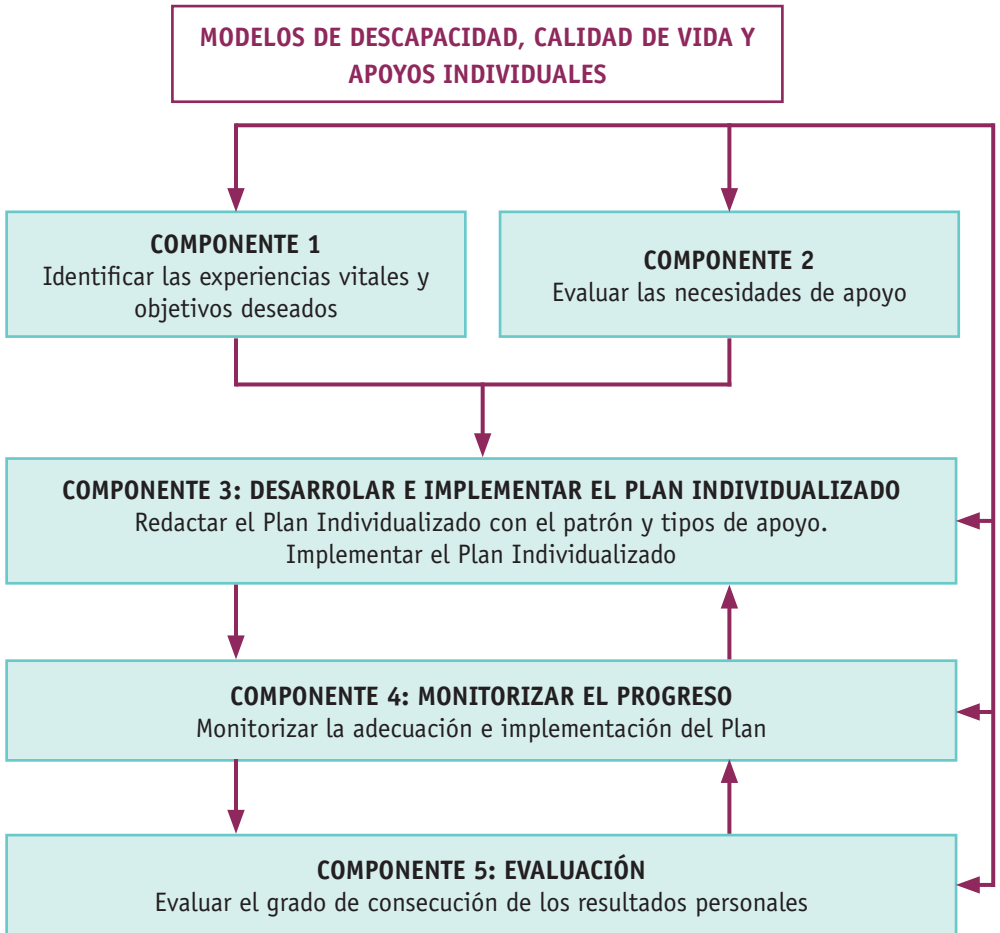 MODELOS DE DESCAPACIDAD, CALIDAD DE VIDA Y
APOYOS INDIVIDUALES
COMPONENTE 1
Identificar las experiencias vitales y
objetivos deseados
COMPONENTE 2
Evaluar las necesidades de apoyo
COMPONENTE 3: DESARROLAR E IMPLEMENTAR EL PLAN INDIVIDUALIZADO
Redactar el Plan Individualizado con el patrón y tipos de apoyo.
Implementar el Plan Individualizado
COMPONENTE 4: MONITORIZAR EL PROGRESO
Monitorizar la adecuación e implementación del Plan
COMPONENTE 5: EVALUACIÓN
Evaluar el grado de consecución de los resultados personales